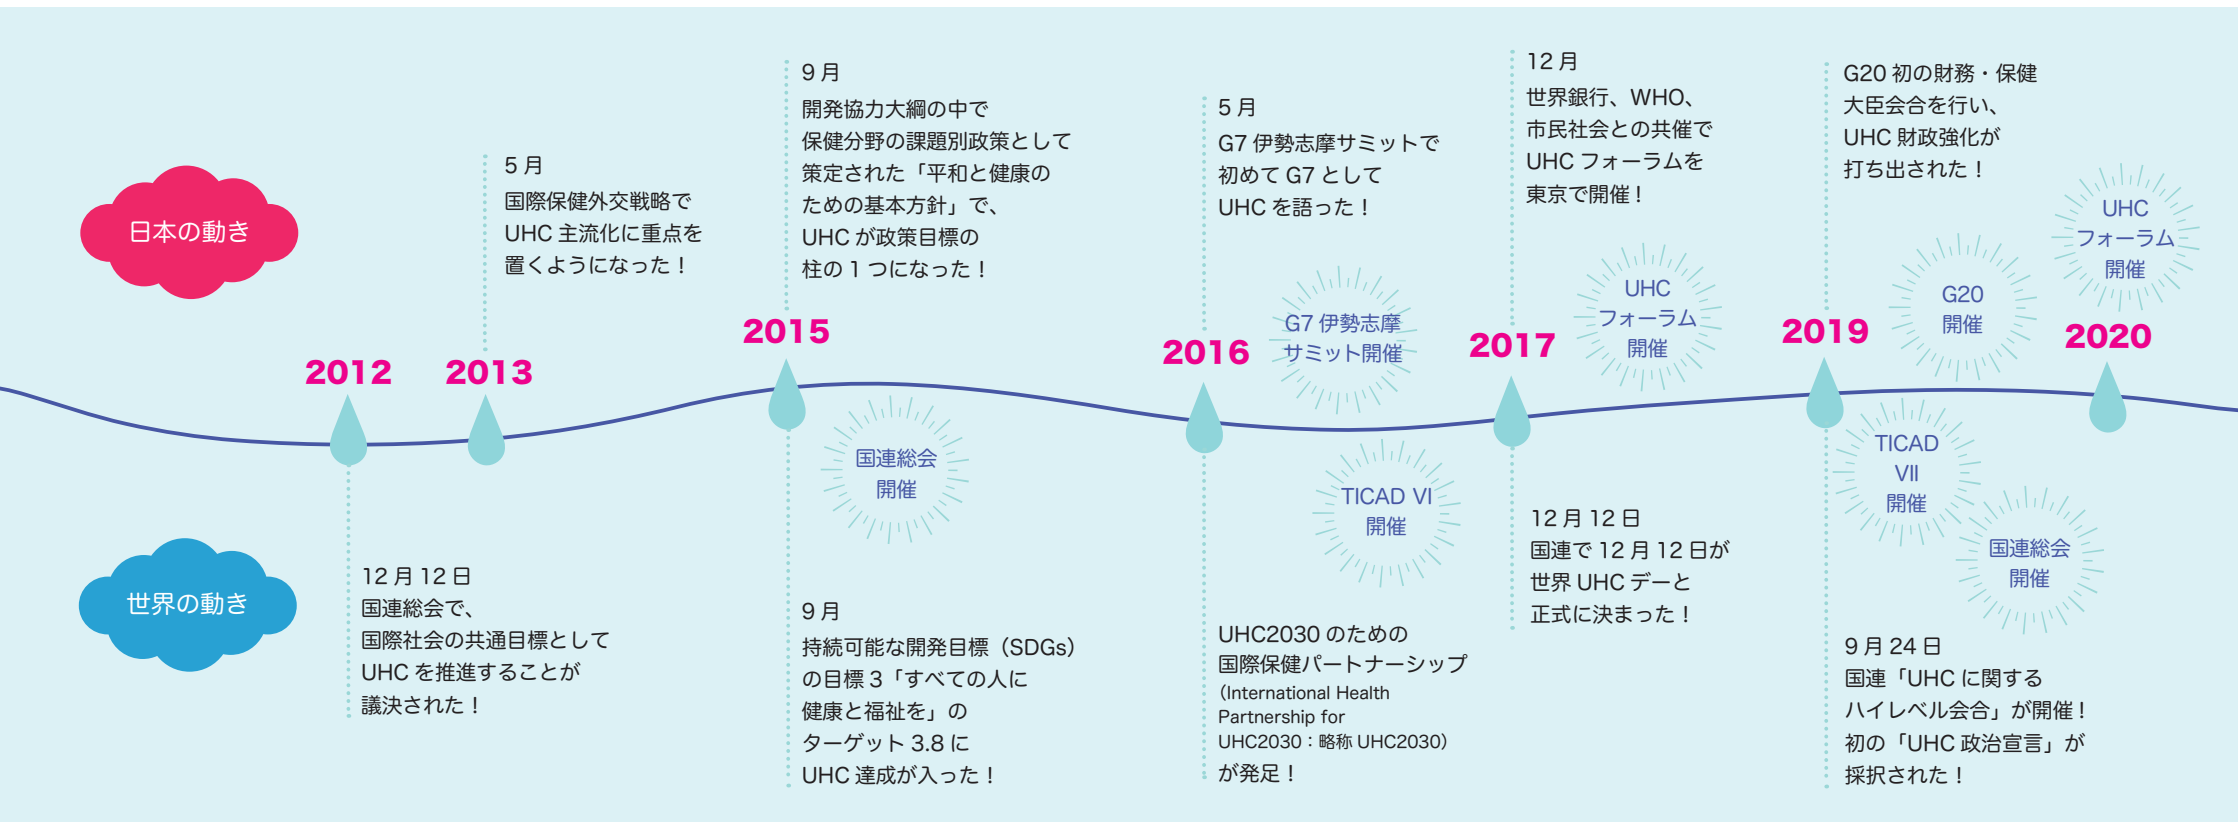 日本の動き
世界の動き
2012
12月12日
国連総会で、
国際社会の共通目標として
UHCを推進することが
議決された！
5月
国際保健外交戦略で
UHC主流化に重点を
置くようになった！
2013
9月
開発協力大綱の中で
保健分野の課題別政策として
策定された「平和と健康の
ための基本方針」で、
UHCが政策目標の
柱の1つになった！
2015
国連総会
開催
9月
持続可能な開発目標（SDGs）
の目標3「すべての人に
健康と福祉を」の
ターゲット3.8に
UHC達成が入った！
5月
G7伊勢志摩サミットで
初めてG7として
UHCを語った！
2016
G7伊勢志摩
サミット開催
TICAD VI
開催
UHC2030のための
国際保健パートナーシップ
（International Health
Partnership for
UHC2030：略称UHC2030）
が発足！
12月
世界銀行、WHO、
市民社会との共催で
UHCフォーラムを
東京で開催！
2017
UHC
フォーラム
開催
12月12日
国連で12月12日が
世界UHCデーと
正式に決まった！
G20初の財務・保健
大臣会合を行い、
UHC財政強化が
打ち出された！
2019
G20
開催
TICAD
VII
開催
国連総会
開催
9月24日
国連「UHCに関する
ハイレベル会合」が開催！
初の「UHC政治宣言」が
採択された！
UHC
フォーラム
開催
2020